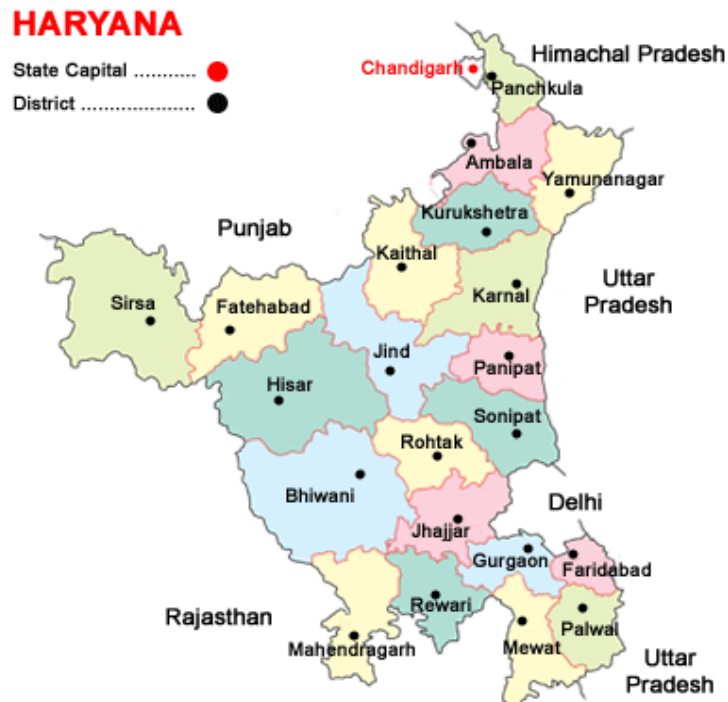 HARYANA
State Capital ...........
District .....................
Himachal Pradesh
Chandigarh
Panchkula
Ambala
Yamunanagar
Kurukshetra
Punjab
Kaithal
Uttar
Pradesh
Karnal
Sirsa
Fatehabad
Jind
Panipat
Hisar
Sonipat
Rohtak
Bhiwani
Delhi
Jhajjar
Gurgaon
Faridabad
Rewari
Rajasthan
Palwal
Mahendragarh
Mewat
Uttar
Pradesh